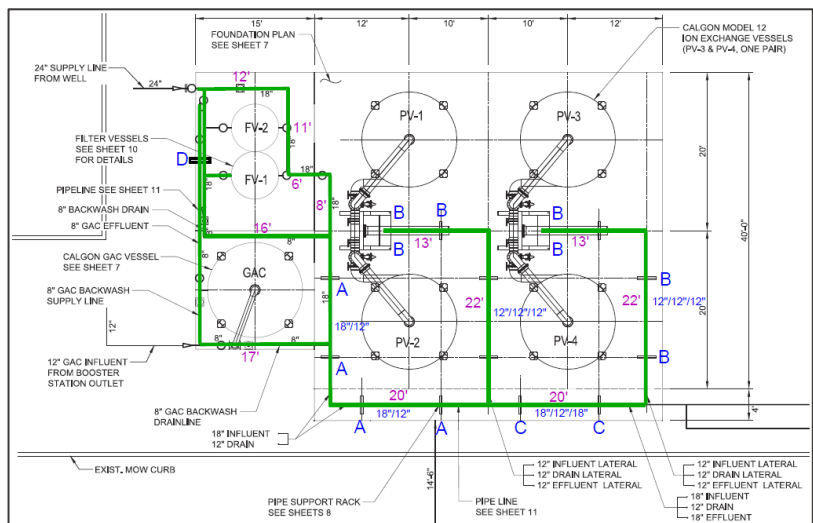 15'
12'
10'
10'
12'
FOUNDATION PLAN
SEE SHEET 7
CALGON MODEL 12
ION EXCHANGE VESSELS
(PV-3 & PV-4, ONE PAIR)
24" SUPPLY LINE
FROM WELL
24"
12'
18"
FV-2
11'
18"
PV-1
PV-3
20'
FILTER VESSELS
SEE SHEET 10
FOR DETAILS
D
FV-1
18"
6'
18"
18"
8'
PIPELINE SEE SHEET 11
8" BACKWASH DRAIN
8" GAC EFFLUENT
16'
8"
8"
B
B
B
B
13'
13'
B
B
40'-0"
CALGON GAC VESSEL
SEE SHEET 7
8"
GAC
8"
18"
A
22'
22'
B
18"/12"
12"/12"/12"
12"/12"/12"
20'
8" GAC BACKWASH
SUPPLY LINE
12"
PV-2
PV-4
8"
8"
17'
A
B
12" GAC INFLUENT
FROM BOOSTER
STATION OUTLET
20'
20'
18"/12"
18"/12"/18"
4'
8" GAC BACKWASH
DRAINLINE
A
A
C
C
18" INFLUENT
12" DRAIN
14'-6"
12" INFLUENT LATERAL
12" DRAIN LATERAL
12" EFFLUENT LATERAL
12" INFLUENT LATERAL
12" DRAIN LATERAL
12" EFFLUENT LATERAL
EXIST. MOW CURB
PIPE SUPPORT RACK
SEE SHEETS 8
PIPE LINE
SEE SHEET 11
18" INFLUENT
12" DRAIN
18" EFFLUENT